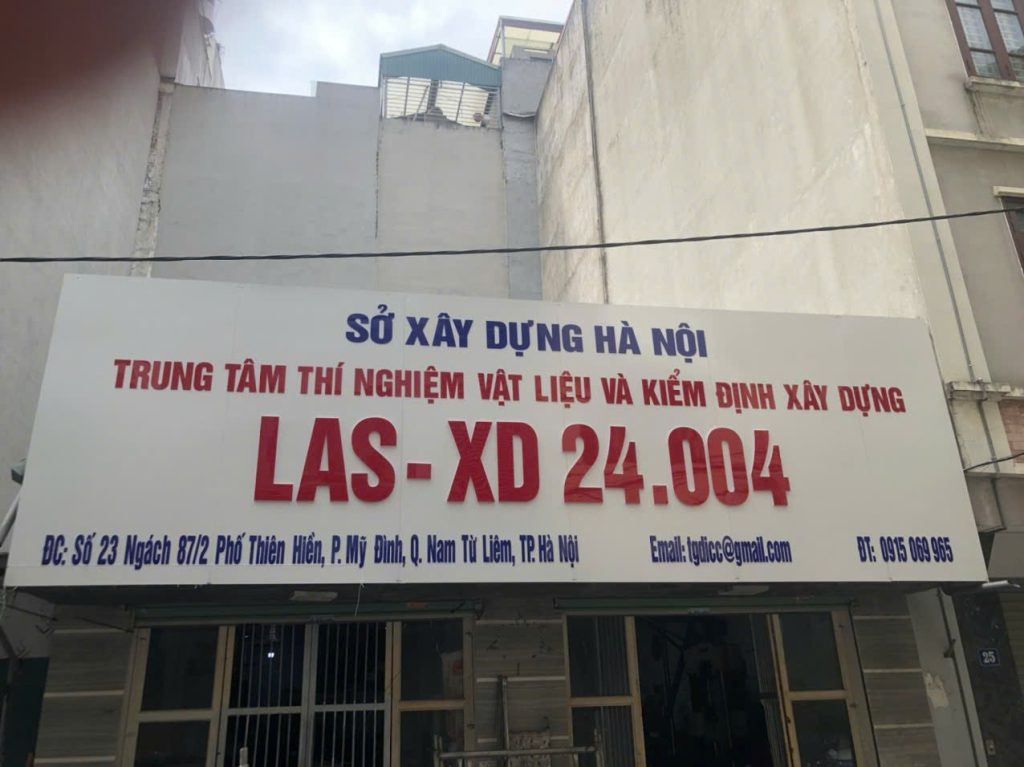 SỞ XÂY DỰNG HÀ NỘI
TRUNG TÂM THÍ NGHIỆM VẬT LIỆU VÀ KIỂM ĐỊNH XÂY DỰNG
LAS - XD 24.004
ĐC: Số 23 Ngách 87/2 Phố Thiên Hiền, P. Mỹ Đình, Q. Nam Từ Liêm, TP. Hà Nội Email: tgdicc@gmail.com ĐT: 0915 069 965
25